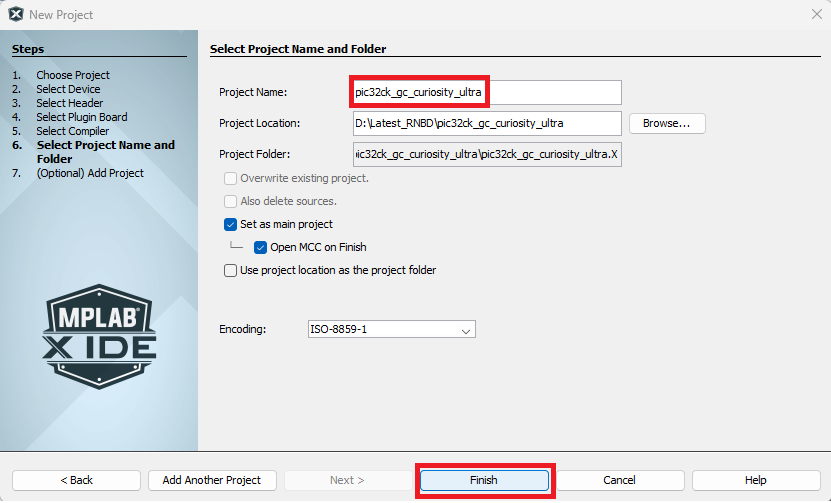 New Project
Steps
1. Choose Project
2. Select Device
3. Select Header
4. Select Plugin Board
5. Select Compiler
6. Select Project Name and
Folder
7. (Optional) Add Project
MPLAB®
X IDE
Select Project Name and Folder
Project Name: pic32ck_gc_curiosity_ultra
Project Location: D:\Latest_RNBD\pic32ck_gc_curiosity_ultra Browse...
Project Folder: ic32ck_gc_curiosity_ultra\pic32ck_gc_curiosity_ultra.X
Overwrite existing project.
Also delete sources.
Set as main project
Open MCC on Finish
Use project location as the project folder
Encoding: ISO-8859-1
< Back Add Another Project Next > Finish Cancel Help